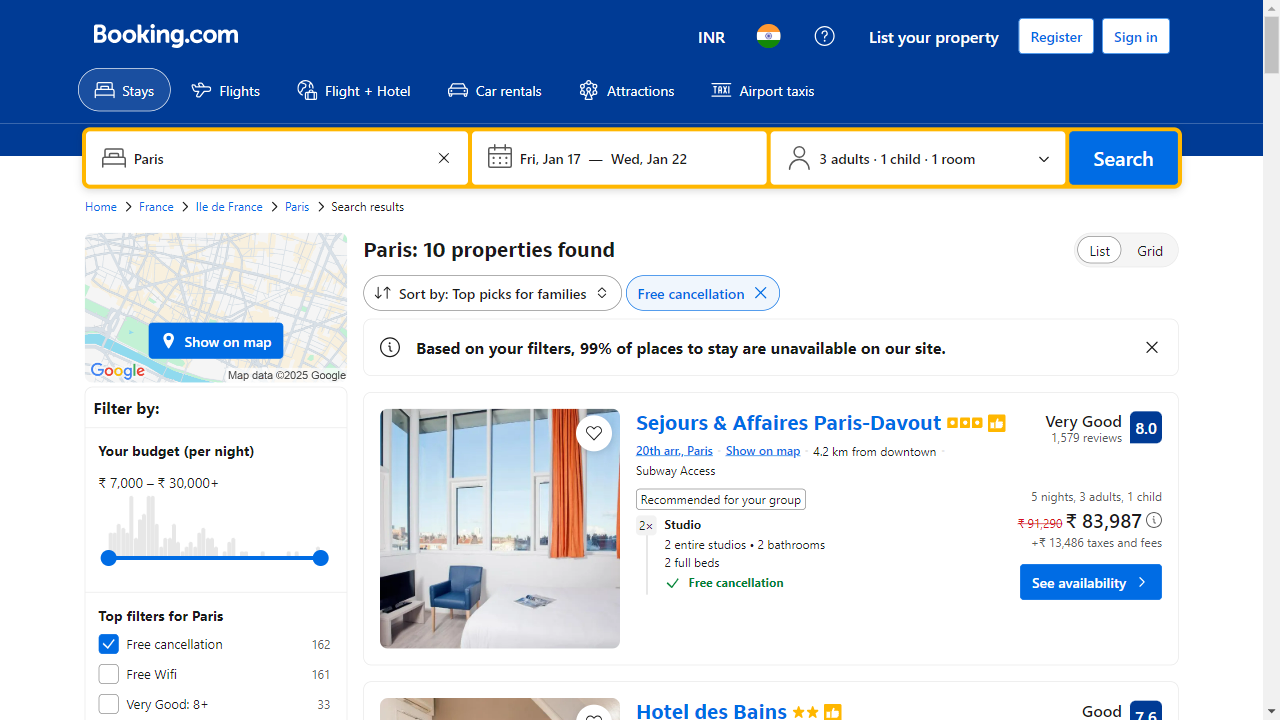 Booking.com
INR
List your property
Register
Sign in
Stays
Flights
Flight + Hotel
Car rentals
Attractions
TAXI
Airport taxis
Paris
Fri, Jan 17 — Wed, Jan 22
3 adults · 1 child · 1 room
Search
Home
France
Ile de France
Paris
Search results
Show on map
Google
Map data ©2025 Google
Filter by:
Your budget (per night)
₹ 7,000 – ₹ 30,000+
Top filters for Paris
Free cancellation 162
Free Wifi 161
Very Good: 8+ 33
Paris: 10 properties found
List
Grid
Sort by: Top picks for families
Free cancellation
Based on your filters, 99% of places to stay are unavailable on our site.
Sejours & Affaires Paris-Davout
Very Good
1,579 reviews
8.0
20th arr., Paris · Show on map · 4.2 km from downtown ·
Subway Access
Recommended for your group
2× Studio
2 entire studios • 2 bathrooms
2 full beds
Free cancellation
5 nights, 3 adults, 1 child
₹ 91,290 ₹ 83,987
+₹ 13,486 taxes and fees
See availability
Hotel des Bains
Good
7.6